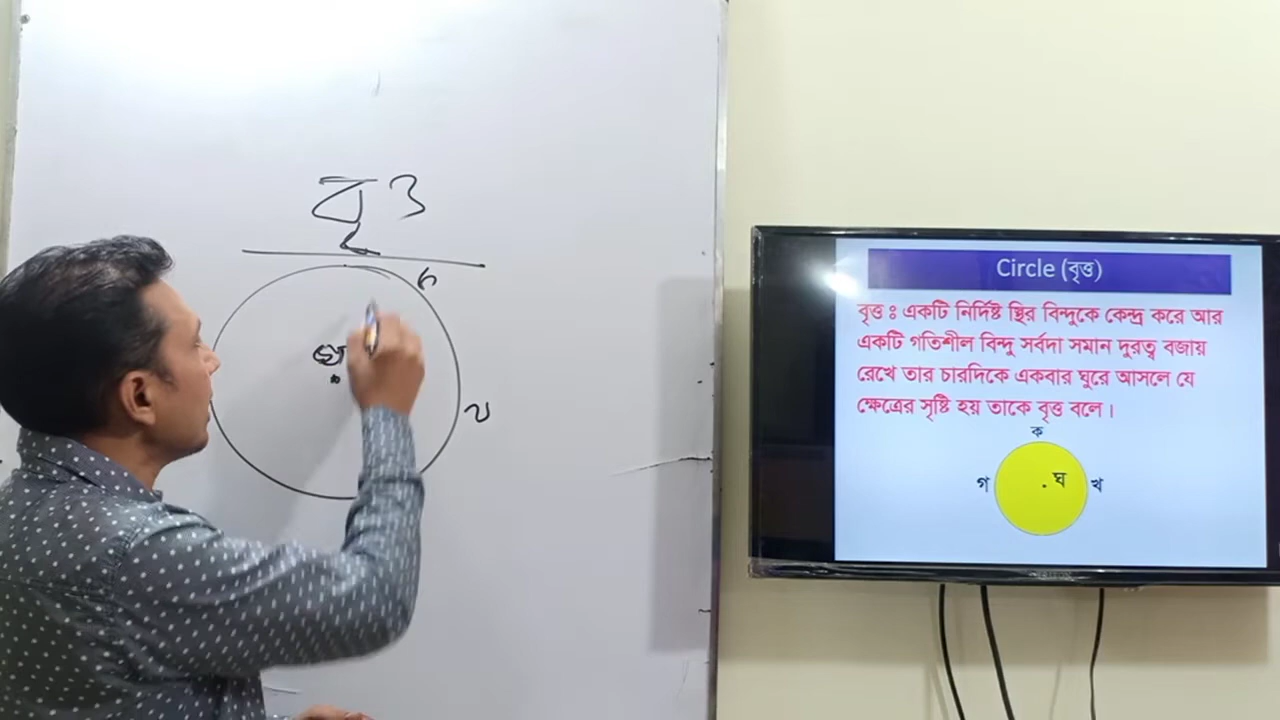 বৃত্ত
ঘ
Circle (বৃত্ত)
বৃত্ত ঃ একটি নির্দিষ্ট স্থির বিন্দুকে কেন্দ্র করে আর
একটি গতিশীল বিন্দু সর্বদা সমান দুরত্ব বজায়
রেখে তার চারদিকে একবার ঘুরে আসলে যে
ক্ষেত্রের সৃষ্টি হয় তাকে বৃত্ত বলে।
ক
গ ঘ খ